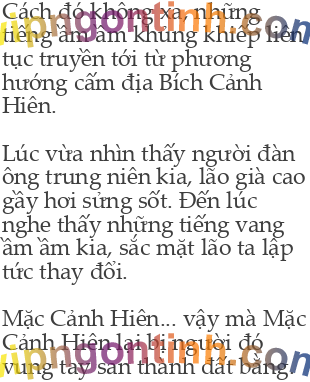 Cách đó không xa, những
tiếng ầm ầm khủng khiếp liên
tục truyền tới từ phương
hướng cấm địa Bích Cảnh
Hiên.
Lúc vừa nhìn thấy người đàn
ông trung niên kia, lão già cao
gầy hơi sửng sốt. Đến lúc
nghe thấy những tiếng vang
ầm ầm kia, sắc mặt lão ta lập
tức thay đổi.
Mặc Cảnh Hiên... vậy mà Mặc
Cảnh Hiên lại bị người đó
vung tay san thành đất bằng
vipngontinh.com
vipngontinh.com